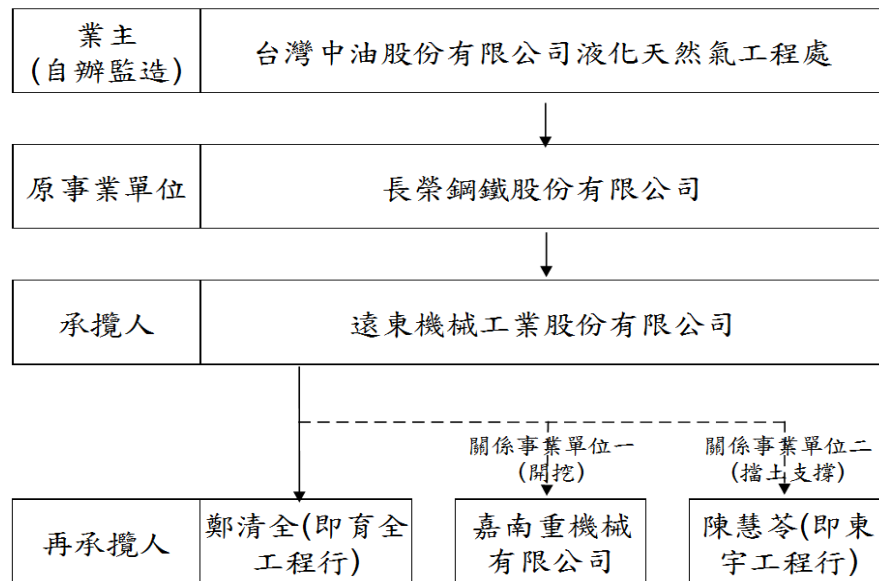 業主
(自辦監造)
台灣中油股份有限公司液化天然氣工程處
原事業單位
長榮鋼鐵股份有限公司
承攬人
遠東機械工業股份有限公司
關係事業單位一
(開挖)
關係事業單位二
(擋土支撐)
再承攬人
鄭清全(即育全
工程行)
嘉南重機械
有限公司
陳慧苓(即東
宇工程行)